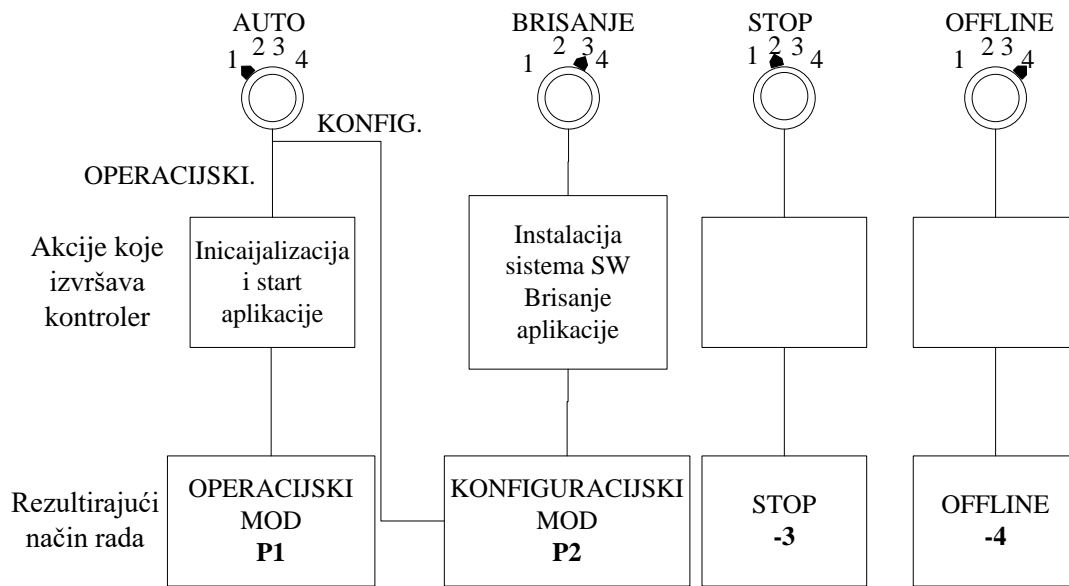 AUTO
1 2 3 4
BRISANJE
1 2 3 4
STOP
1 2 3 4
OFFLINE
1 2 3 4
KONFIG.
OPERACIJSKI.
Akcije koje
izvršava
kontroler
Inicaijalizacija
i start
aplikacije
Instalacija
sistema SW
Brisanje
aplikacije
Rezultirajući
način rada
OPERACIJSKI
MOD
P1
KONFIGURACIJSKI
MOD
P2
STOP
-3
OFFLINE
-4